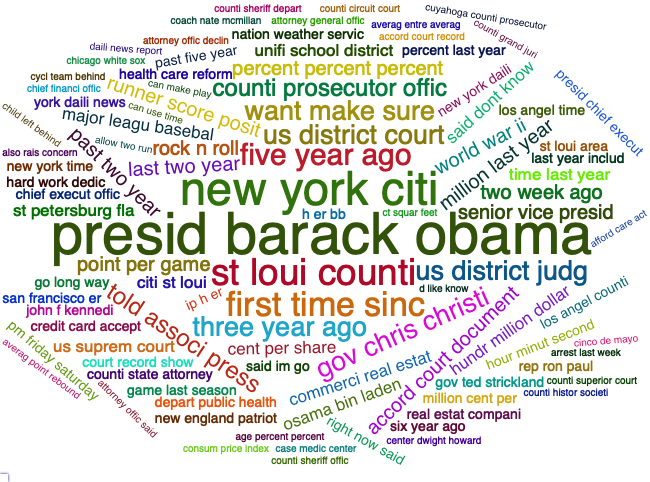 counti sheriff depart
counti circuit court
coach nate mcmillan
attorney general offic
averag entre averag
cuyahoga counti prosecutor
nation weather servic
accord court record
counti grand juri
attorney offic declin
daili news report
past five year
unifi school district
percent last year
chicago white sox
health care reform
percent percent percent
new york daili
said dont know
presid chief execut
cycl team behind
can make play
chief financi offic
runner score posit
counti prosecutor offic
york daili news
can use time
want make sure
los angel time
child left behind
major leagu basebal
us district court
world war ii
million last year
past two year
allow two run
rock n roll
five year ago
st loui area
also rais concern
last year includ
new york time
last two year
time last year
hard work dedic
new york citi
two week ago
chief execut offic
st petersburg fla
h er bb
ct squar feet
senior vice presid
presid barack obama
afford care act
point per game
st loui counti
us district judg
go long way
citi st loui
d like know
san francisco er
told associ press
ip h er
first time sinc
gov chris christi
accord court document
hundr million dollar
los angel counti
john f kennedi
credit card accept
three year ago
pm friday saturday
us suprem court
cent per share
hour minut second
cinco de mayo
averag point rebound
court record show
said im go
commerci real estat
arrest last week
rep ron paul
counti state attorney
gov ted strickland
counti superior court
attorney offic said
game last season
osama bin laden
million cent per
counti histor societi
depart public health
new england patriot
right now said
real estat compani
six year ago
age percent percent
center dwight howard
consum price index
case medic center
counti sheriff offic